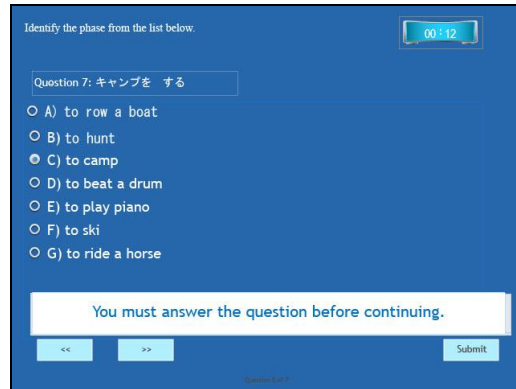 Identify the phase from the list below.
00 : 12
Question 7: キャンプを する
A) to row a boat
B) to hunt
C) to camp
D) to beat a drum
E) to play piano
F) to ski
G) to ride a horse
You must answer the question before continuing.
<< >> Submit